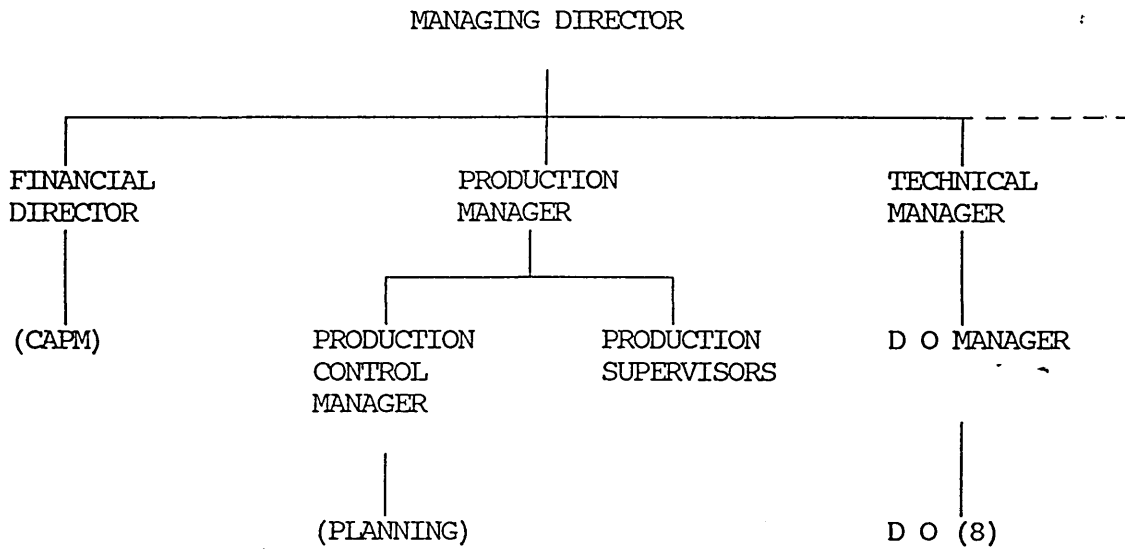 MANAGING DIRECTOR
FINANCIAL
DIRECTOR
PRODUCTION
MANAGER
TECHNICAL
MANAGER
(CAPM)
PRODUCTION
CONTROL
MANAGER
PRODUCTION
SUPERVISORS
D O MANAGER
(PLANNING)
D O (8)